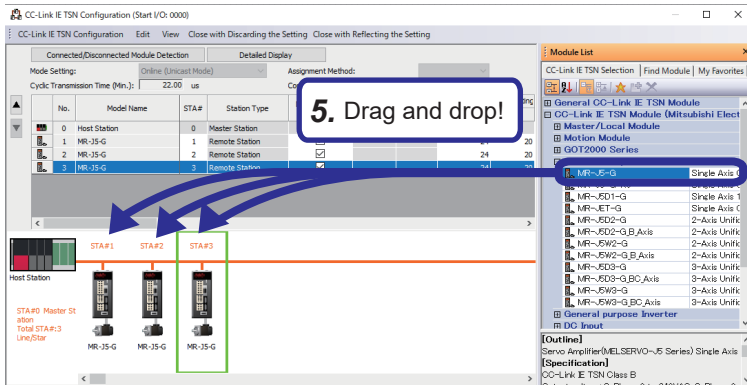 CC-Link IE TSN Configuration (Start I/O: 0000)
CC-Link IE TSN Configuration Edit View Close with Discarding the Setting Close with Reflecting the Setting
Connected/Disconnected Module Detection Detailed Display
Mode Setting: Online (Unicast Mode) Assignment Method:
Cyclic Transmission Time (Min.): 22.00 us
5. Drag and drop!
No. Model Name STA# Station Type
0 Host Station 0 Master Station
1 MR-J5-G 1 Remote Station 24 20
2 MR-J5-G 2 Remote Station 24 20
3 MR-J5-G 3 Remote Station 24 20
STA#1 STA#2 STA#3
Host Station
STA#0 Master St
ation
Total STA#:3
Line/Star
MR-J5-G MR-J5-G MR-J5-G
Module List
CC-Link IE TSN Selection Find Module My Favorites
General CC-Link IE TSN Module
CC-Link IE TSN Module (Mitsubishi Elect
Master/Local Module
Motion Module
GOT2000 Series
MR-J5-G Single Axis
MR-J5D1-G Single Axis
MR-JET-G Single Axis
MR-J5D2-G 2-Axis Unific
MR-J5D2-G_B_Axis 2-Axis Unific
MR-J5W2-G 2-Axis Unific
MR-J5W2-G_B_Axis 2-Axis Unific
MR-J5D3-G 3-Axis Unific
MR-J5D3-G_BC_Axis 3-Axis Unific
MR-J5W3-G 3-Axis Unific
MR-J5W3-G_BC_Axis 3-Axis Unific
General purpose Inverter
DC Input
[Outline]
Servo Amplifier(MELSERVO-J5 Series) Single Axis
[Specification]
CC-Link IE TSN Class B